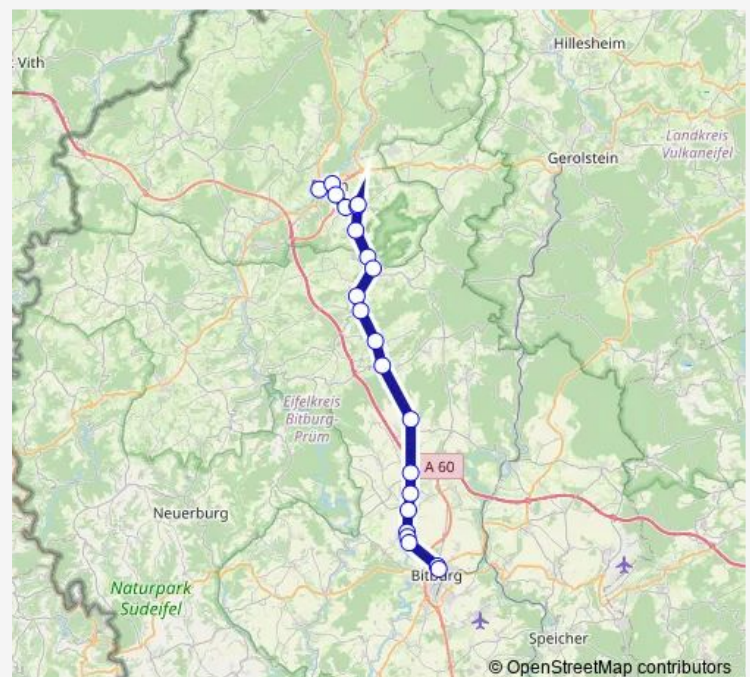 Hillesheim
Vith
Landkreis
Vulkaneifel
Gerolstein
Eifelkreis
Bitburg-
Prüm
A 60
Neuerburg
Bitburg
Naturpark
Südeifel
Speicher
© OpenStreetMap contributors